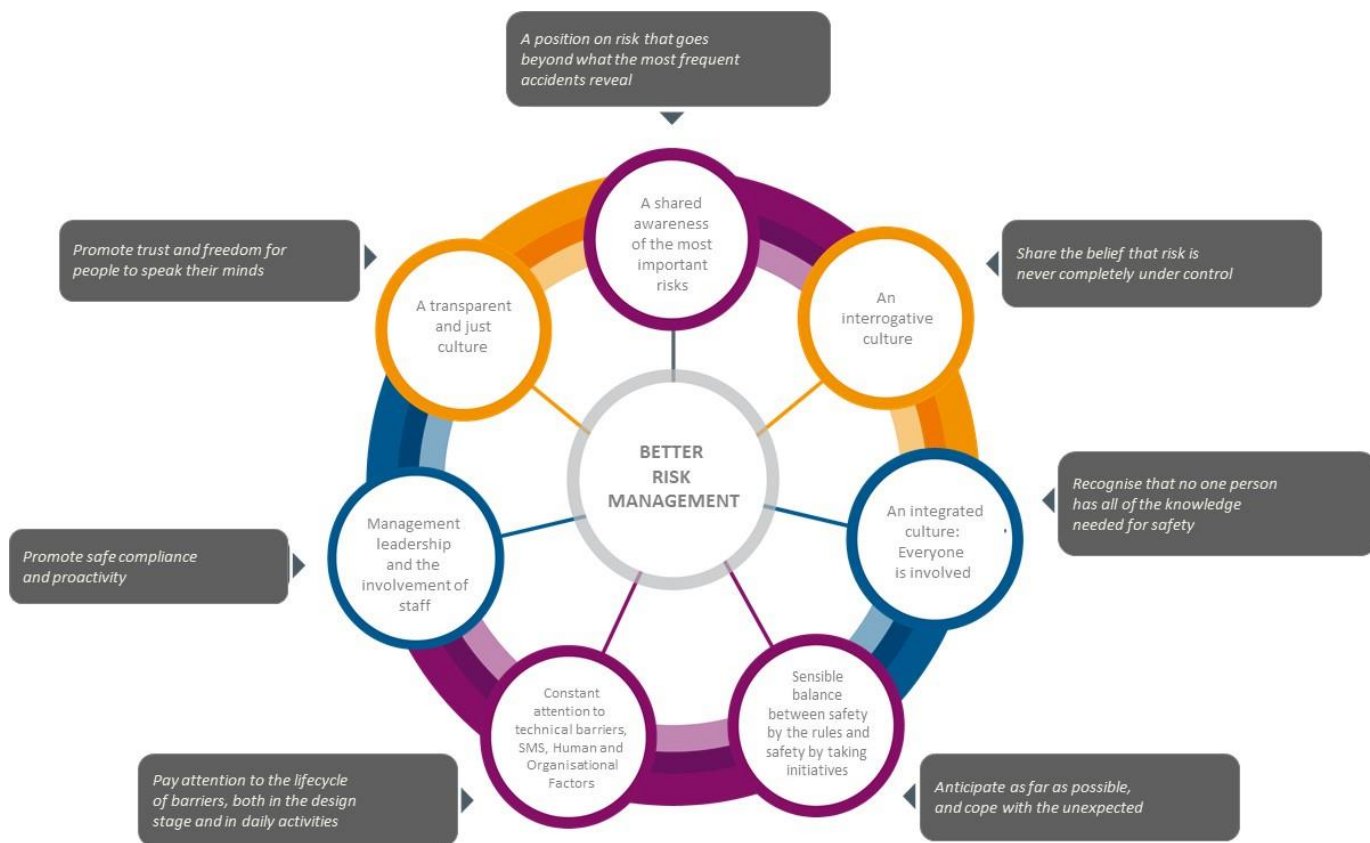 A position on risk that goes
beyond what the most frequent
accidents reveal
A shared
awareness
of the most
important
risks
Promote trust and freedom for
people to speak their minds
A transparent
and just
culture
An
interrogative
culture
Share the belief that risk is
never completely under control
BETTER
RISK
MANAGEMENT
Management
leadership
and the
involvement of
staff
Promote safe compliance
and proactivity
An integrated
culture:
Everyone
is involved
Recognise that no one person
has all of the knowledge
needed for safety
Constant
attention to
technical barriers,
SMS, Human and
Organisational
Factors
Pay attention to the lifecycle
of barriers, both in the design
stage and in daily activities
Sensible
balance
between safety
by the rules and
safety by taking
initiatives
Anticipate as far as possible,
and cope with the unexpected